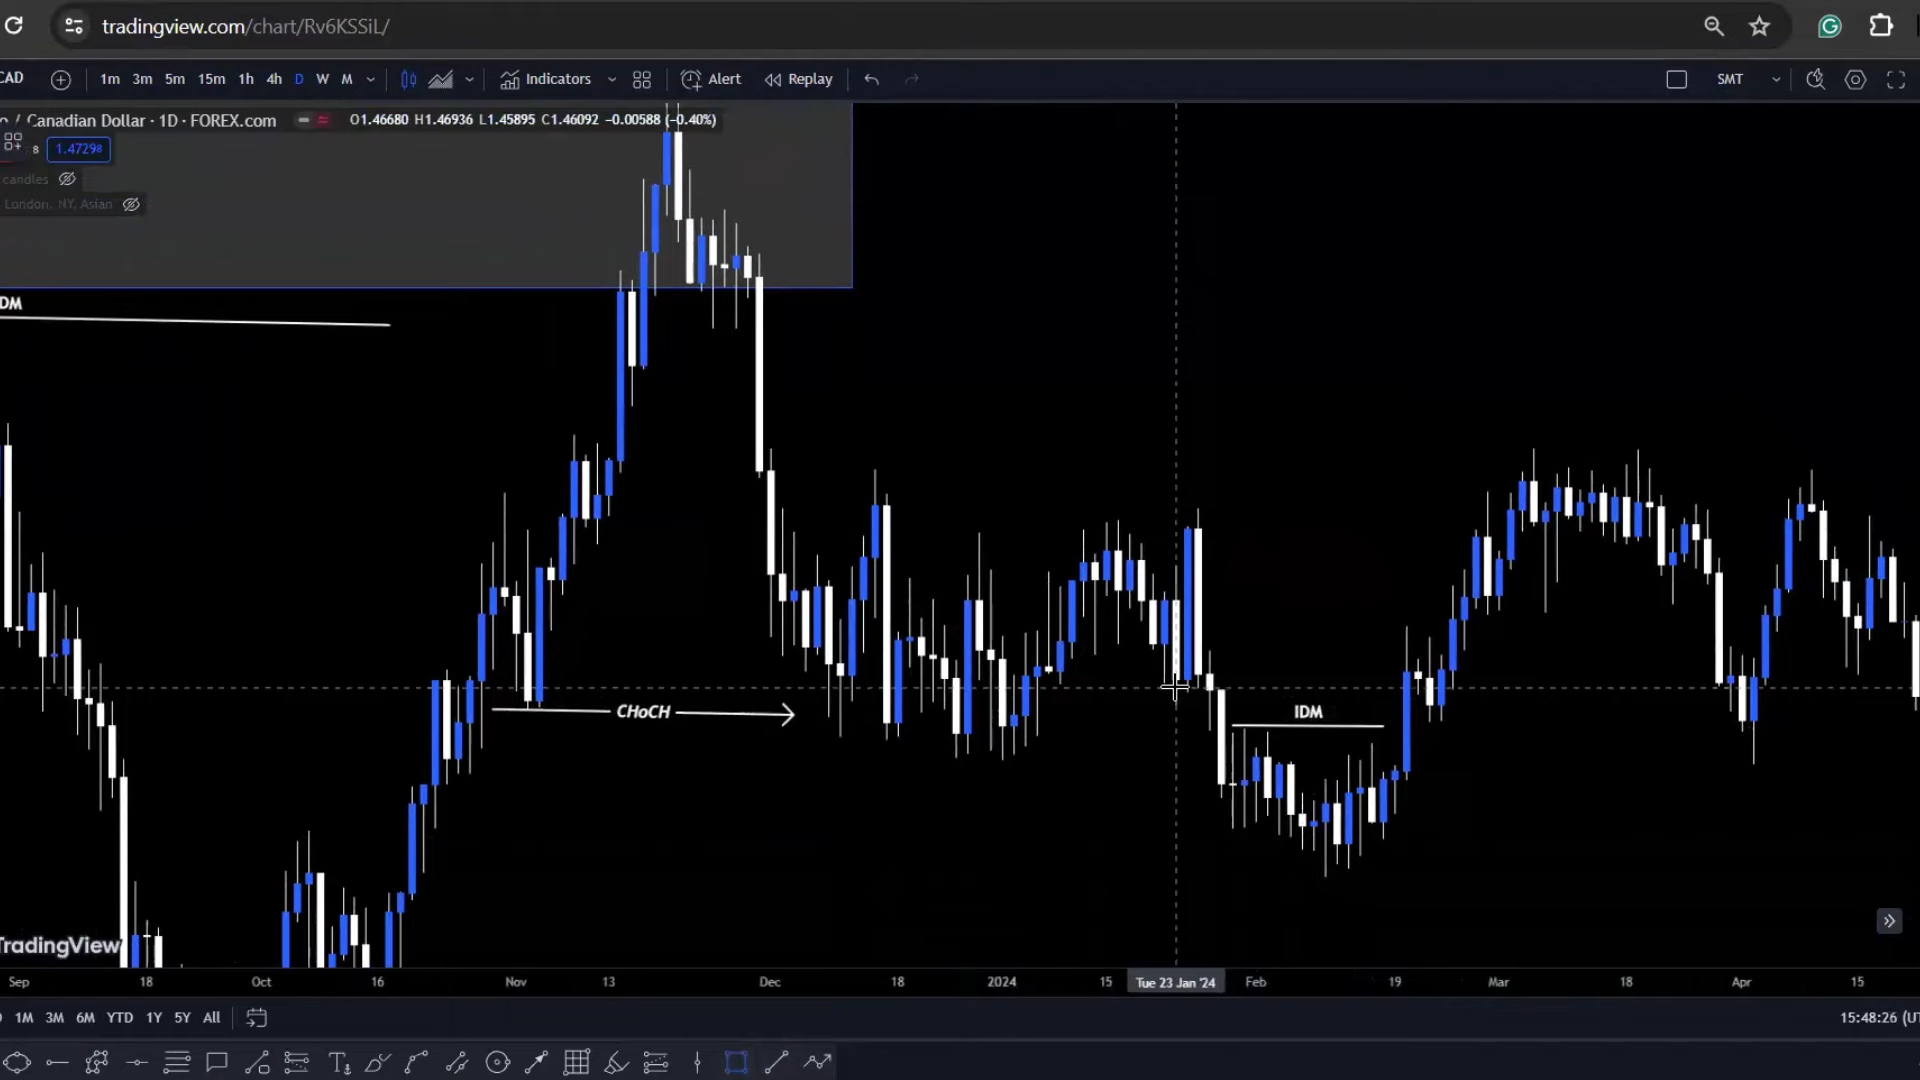 tradingview.com/chart/Rv6KSSiL/
CAD 1m 3m 5m 15m 1h 4h D W M Indicators Alert Replay SMT
/ Canadian Dollar · 1D · FOREX.com O1.46680 H1.46936 L1.45895 C1.46092 −0.00588 (−0.40%)
8 1.47298
candles
London, NY, Asian
DM
CHoCH
IDM
TradingView
Sep 18 Oct 16 Nov 13 Dec 18 2024 15 Tue 23 Jan '24 Feb 19 Mar 18 Apr 15
1M 3M 6M YTD 1Y 5Y All 15:48:26 (UT